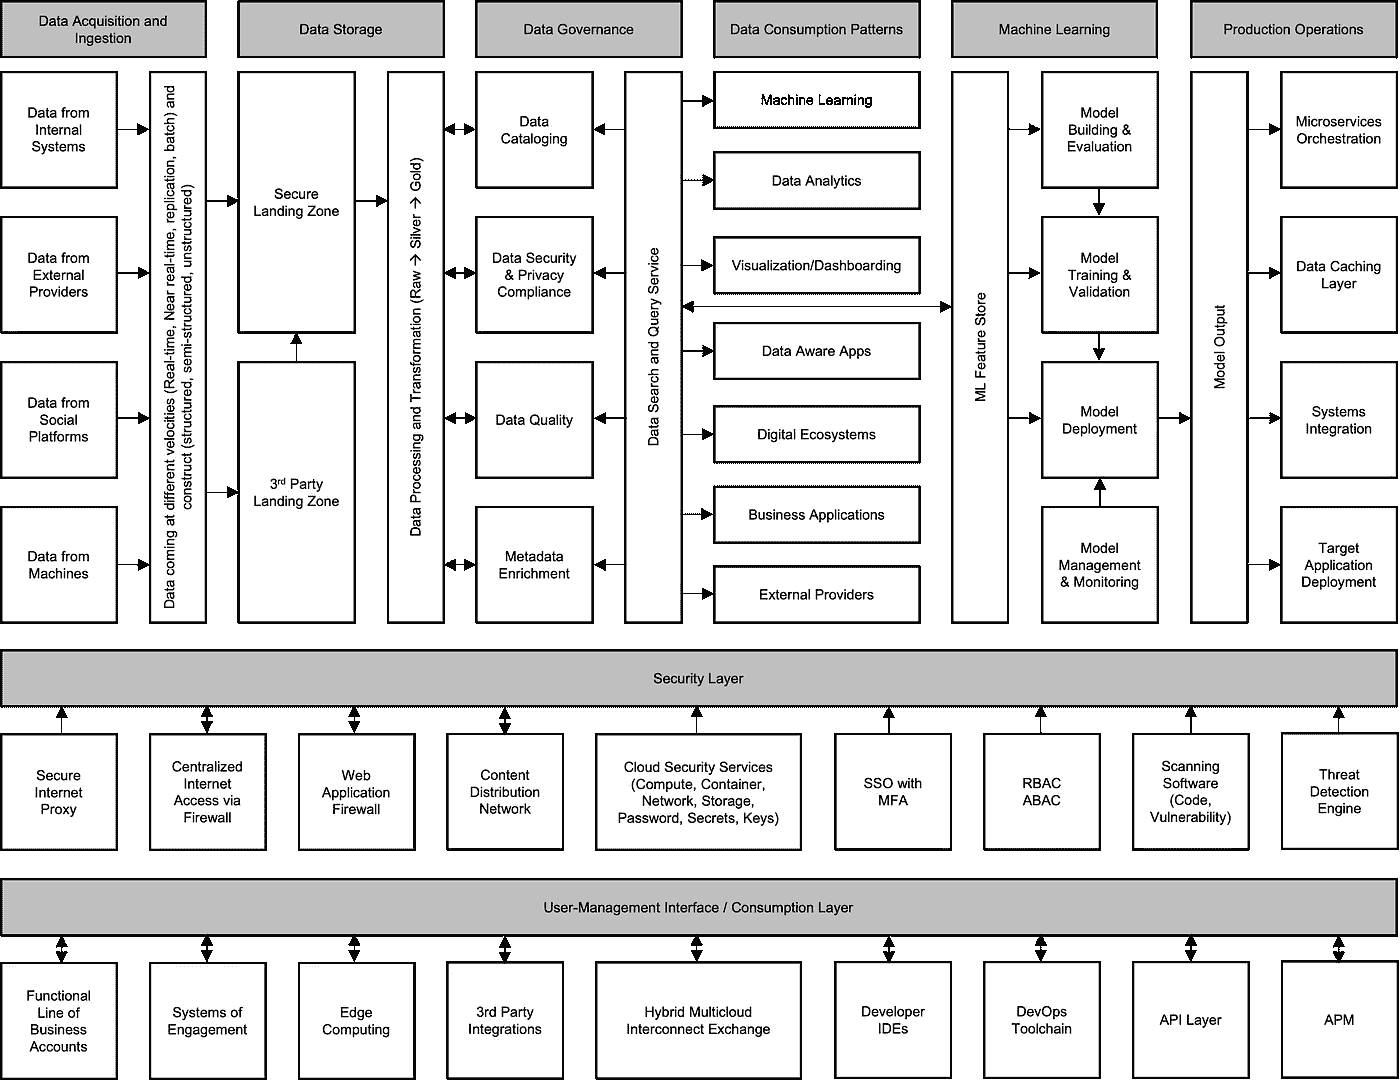 Data Acquisition and
Ingestion
Data Storage
Data Governance
Data Consumption Patterns
Machine Learning
Production Operations
Data from
Internal
Systems
Data from
External
Providers
Data from
Social
Platforms
Data from
Machines
Data coming at different velocities (Real-time, Near real-time, replication, batch) and
construct (structured, semi-structured, unstructured)
Secure
Landing Zone
3rd Party
Landing Zone
Data Processing and Transformation (Raw → Silver → Gold)
Data
Cataloging
Data Security
& Privacy
Compliance
Data Quality
Metadata
Enrichment
Data Search and Query Service
Machine Learning
Data Analytics
Visualization/Dashboarding
Data Aware Apps
Digital Ecosystems
Business Applications
External Providers
ML Feature Store
Model
Building &
Evaluation
Model
Training &
Validation
Model
Deployment
Model
Management
& Monitoring
Model Output
Microservices
Orchestration
Data Caching
Layer
Systems
Integration
Target
Application
Deployment
Security Layer
Secure
Internet
Proxy
Centralized
Internet
Access via
Firewall
Web
Application
Firewall
Content
Distribution
Network
Cloud Security Services
(Compute, Container,
Network, Storage,
Password, Secrets, Keys)
SSO with
MFA
RBAC
ABAC
Scanning
Software
(Code,
Vulnerability)
Threat
Detection
Engine
User-Management Interface / Consumption Layer
Functional
Line of
Business
Accounts
Systems of
Engagement
Edge
Computing
3rd Party
Integrations
Hybrid Multicloud
Interconnect Exchange
Developer
IDEs
DevOps
Toolchain
API Layer
APM